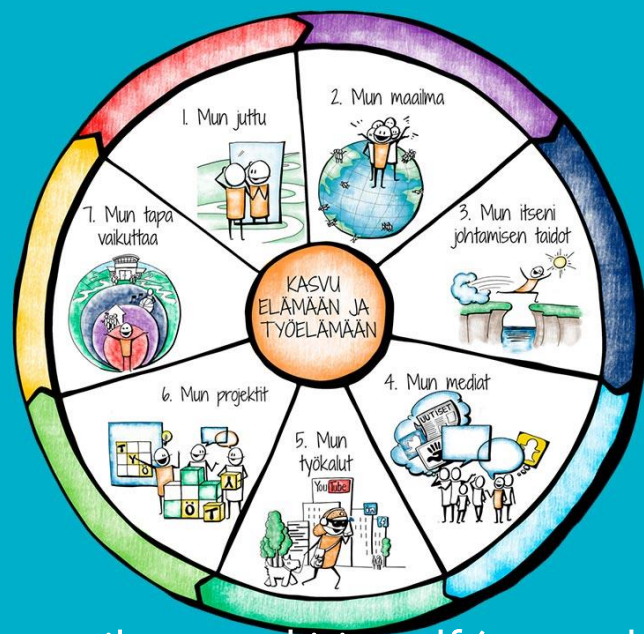 1. Mun juttu
2. Mun maailma
3. Mun itseni
johtamisen taidot
4. Mun mediat
UUTISET
5. Mun
työkalut
YouTube
6. Mun projektit
T
Y
Ö
Ö
T
Ä
7. Mun tapa
vaikuttaa
KASVU
ELÄMÄÄN JA
TYÖELÄMÄÄN